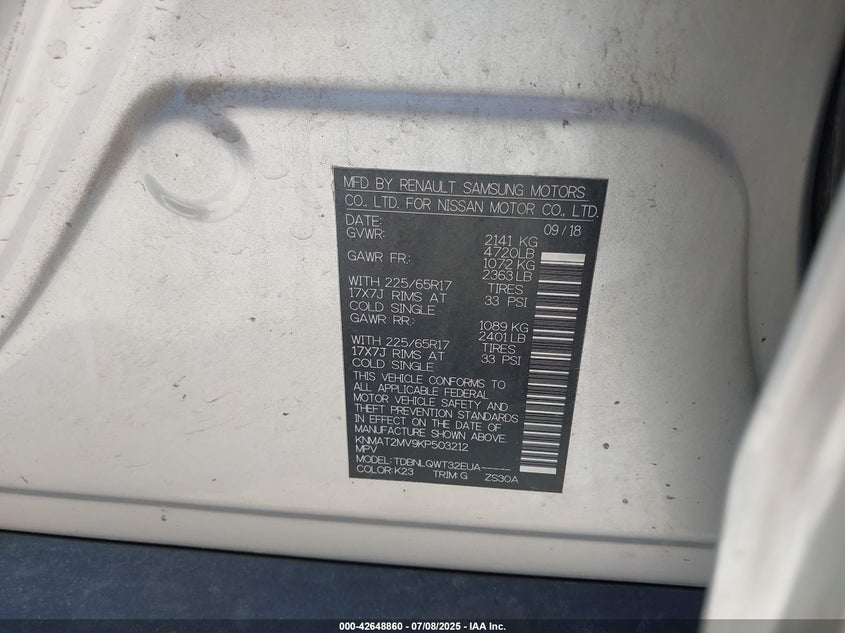 MFD BY RENAULT SAMSUNG MOTORS
CO., LTD. FOR NISSAN MOTOR CO., LTD.
DATE: 09/18
GVWR: 2141 KG
4720LB
GAWR FR.: 1072 KG
2363 LB
WITH 225/65R17 TIRES
17X7J RIMS AT 33 PSI
COLD SINGLE
GAWR RR.: 1089 KG
2401 LB
WITH 225/65R17 TIRES
17X7J RIMS AT 33 PSI
COLD SINGLE
THIS VEHICLE CONFORMS TO
ALL APPLICABLE FEDERAL
MOTOR VEHICLE SAFETY AND
THEFT PREVENTION STANDARDS
IN EFFECT ON THE DATE OF
MANUFACTURE SHOWN ABOVE.
KNMAT2MV9KP503212
MPV
MODEL: TDBNLQWT32EUA-----
COLOR:K23 TRIM:G ZS30A
000-42648860 - 07/08/2025 - IAA Inc.